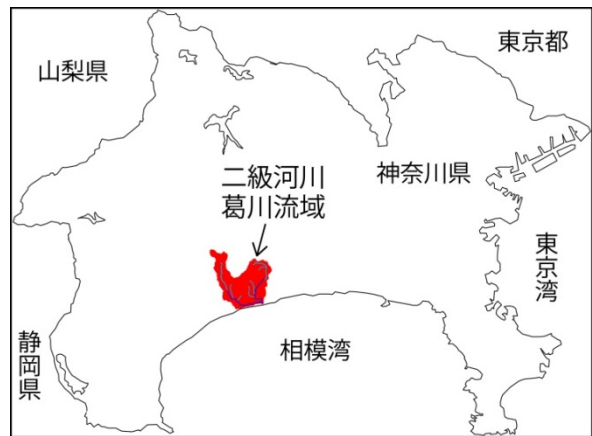 東京都
山梨県
神奈川県
二級河川
葛川流域
東京湾
相模湾
静岡県